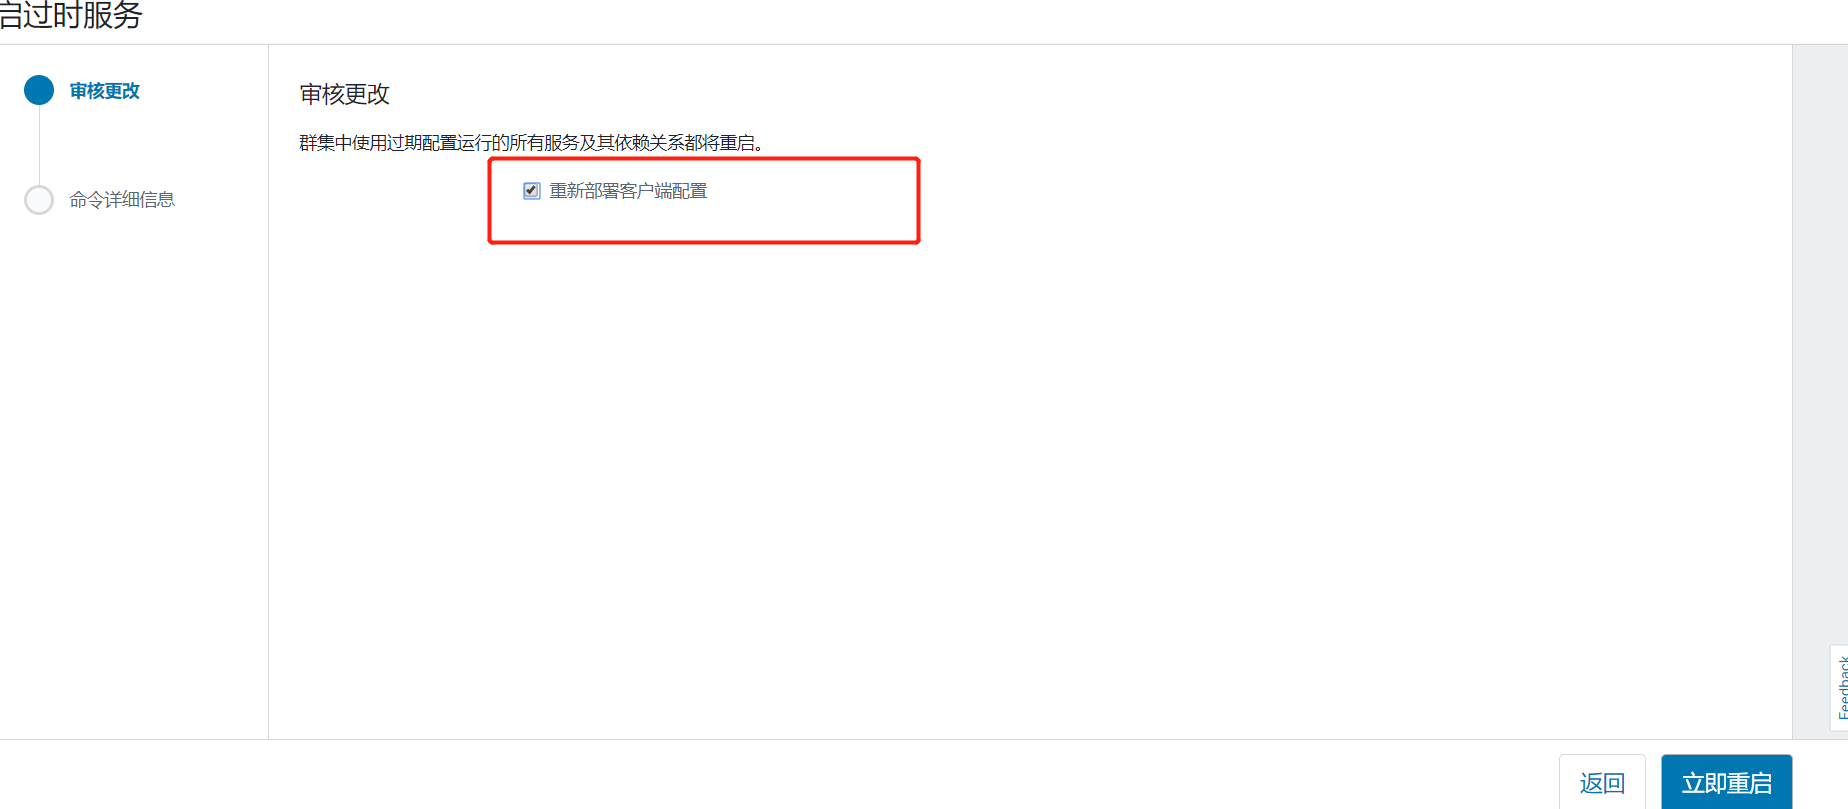 启过时服务
审核更改
命令详细信息
审核更改
群集中使用过期配置运行的所有服务及其依赖关系都将重启。
重新部署客户端配置
Feedback
返回
立即重启